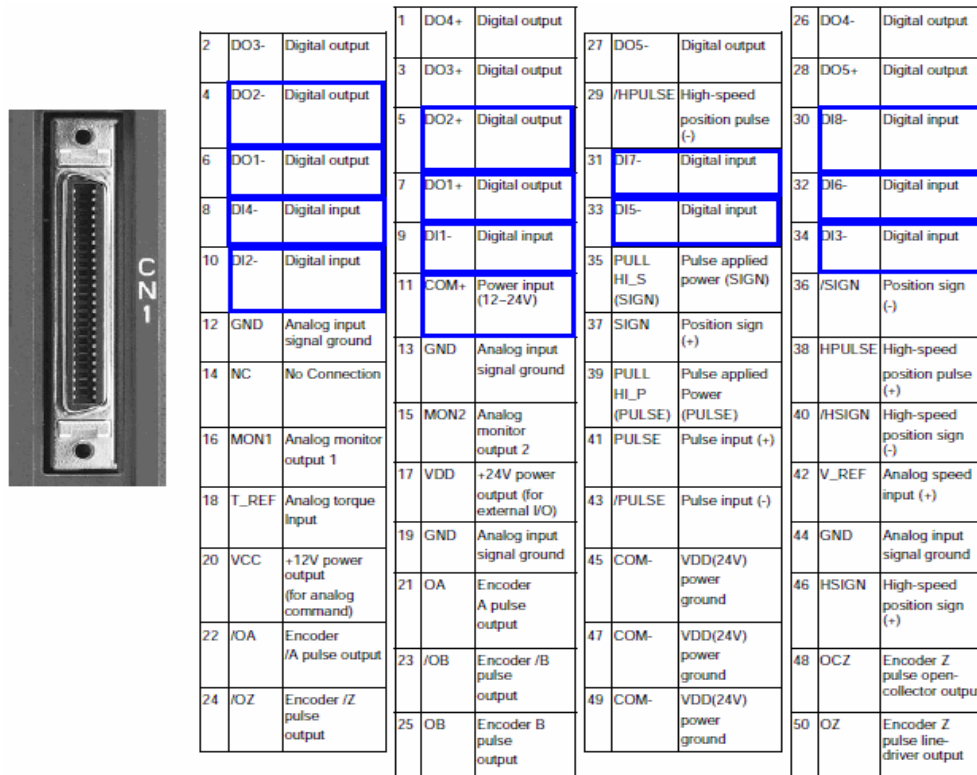 CN1
2 DO3- Digital output
4 DO2- Digital output
6 DO1- Digital output
8 DI4- Digital input
10 DI2- Digital input
12 GND Analog input
signal ground
14 NC No Connection
16 MON1 Analog monitor
output 1
18 T_REF Analog torque
Input
20 VCC +12V power
output
(for analog
command)
22 /OA Encoder
/A pulse output
24 /OZ Encoder /Z
pulse
output
1 DO4+ Digital output
3 DO3+ Digital output
5 DO2+ Digital output
7 DO1+ Digital output
9 DI1- Digital input
11 COM+ Power input
(12~24V)
13 GND Analog input
signal ground
15 MON2 Analog
monitor
output 2
17 VDD +24V power
output (for
external I/O)
19 GND Analog input
signal ground
21 OA Encoder
A pulse
output
23 /OB Encoder /B
pulse
output
25 OB Encoder B
pulse
output
27 DO5- Digital output
29 /HPULSE High-speed
position pulse
(-)
31 DI7- Digital input
33 DI5- Digital input
35 PULL Pulse applied
HI_S power (SIGN)
(SIGN)
37 SIGN Position sign
(+)
39 PULL Pulse applied
HI_P Power
(PULSE) (PULSE)
41 PULSE Pulse input (+)
43 /PULSE Pulse input (-)
45 COM- VDD(24V)
power
ground
47 COM- VDD(24V)
power
ground
49 COM- VDD(24V)
power
ground
26 DO4- Digital output
28 DO5+ Digital output
30 DI8- Digital input
32 DI6- Digital input
34 DI3- Digital input
36 /SIGN Position sign
(-)
38 HPULSE High-speed
position pulse
(+)
40 /HSIGN High-speed
position sign
(-)
42 V_REF Analog speed
input (+)
44 GND Analog input
signal ground
46 HSIGN High-speed
position sign
(+)
48 OCZ Encoder Z
pulse open-
collector outpu
50 OZ Encoder Z
pulse line-
driver output